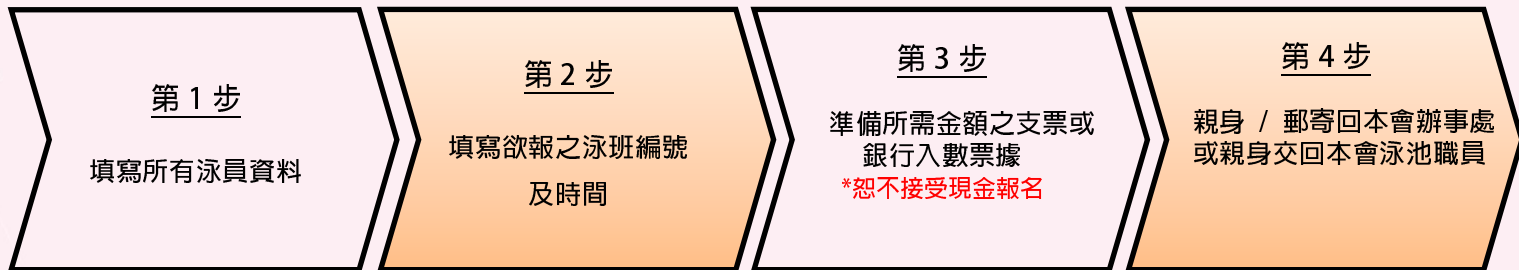 第 1 步
填寫所有泳員資料
第 2 步
填寫欲報之泳班編號
及時間
第 3 步
準備所需金額之支票或
銀行入數票據
*恕不接受現金報名
第 4 步
親身 / 郵寄回本會辦事處
或親身交回本會泳池職員